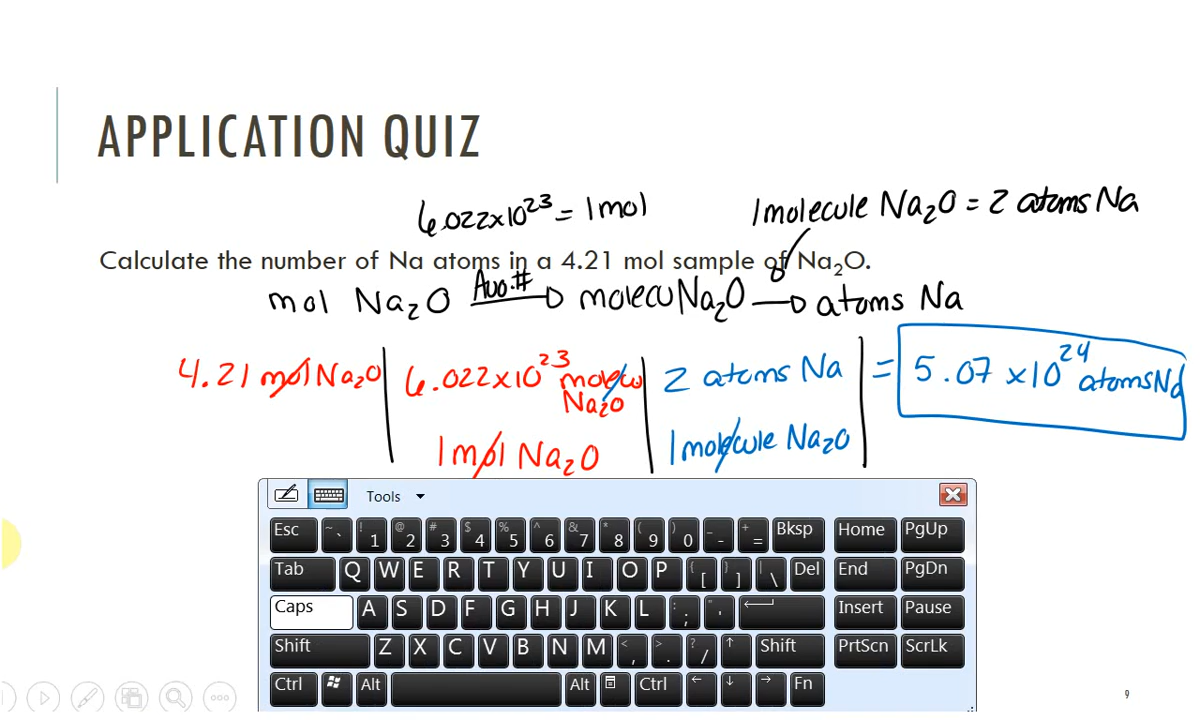 APPLICATION QUIZ
6.022x10²³ = 1mol
1molecule Na₂O = 2 atoms Na
Calculate the number of Na atoms in a 4.21 mol sample of Na₂O.
mol Na₂O Avo.# → molecu Na₂O → atoms Na
4.21 mol Na₂O | 6.022x10²³ molecu Na₂O | 2 atoms Na = 5.07 x10²⁴ atoms Na
1mol Na₂O | 1molecule Na₂O
Tools
Esc ~ ` ! 1 @ 2 # 3 $ 4 % 5 ^ 6 & 7 * 8 ( 9 ) 0 _ - + = Bksp Home PgUp
Tab Q W E R T Y U I O P { [ } ] | \ Del End PgDn
Caps A S D F G H J K L : ; " ' Insert Pause
Shift Z X C V B N M < , > . ? / ↑ Shift PrtScn ScrLk
Ctrl Alt Alt Ctrl ← ↓ → Fn
9